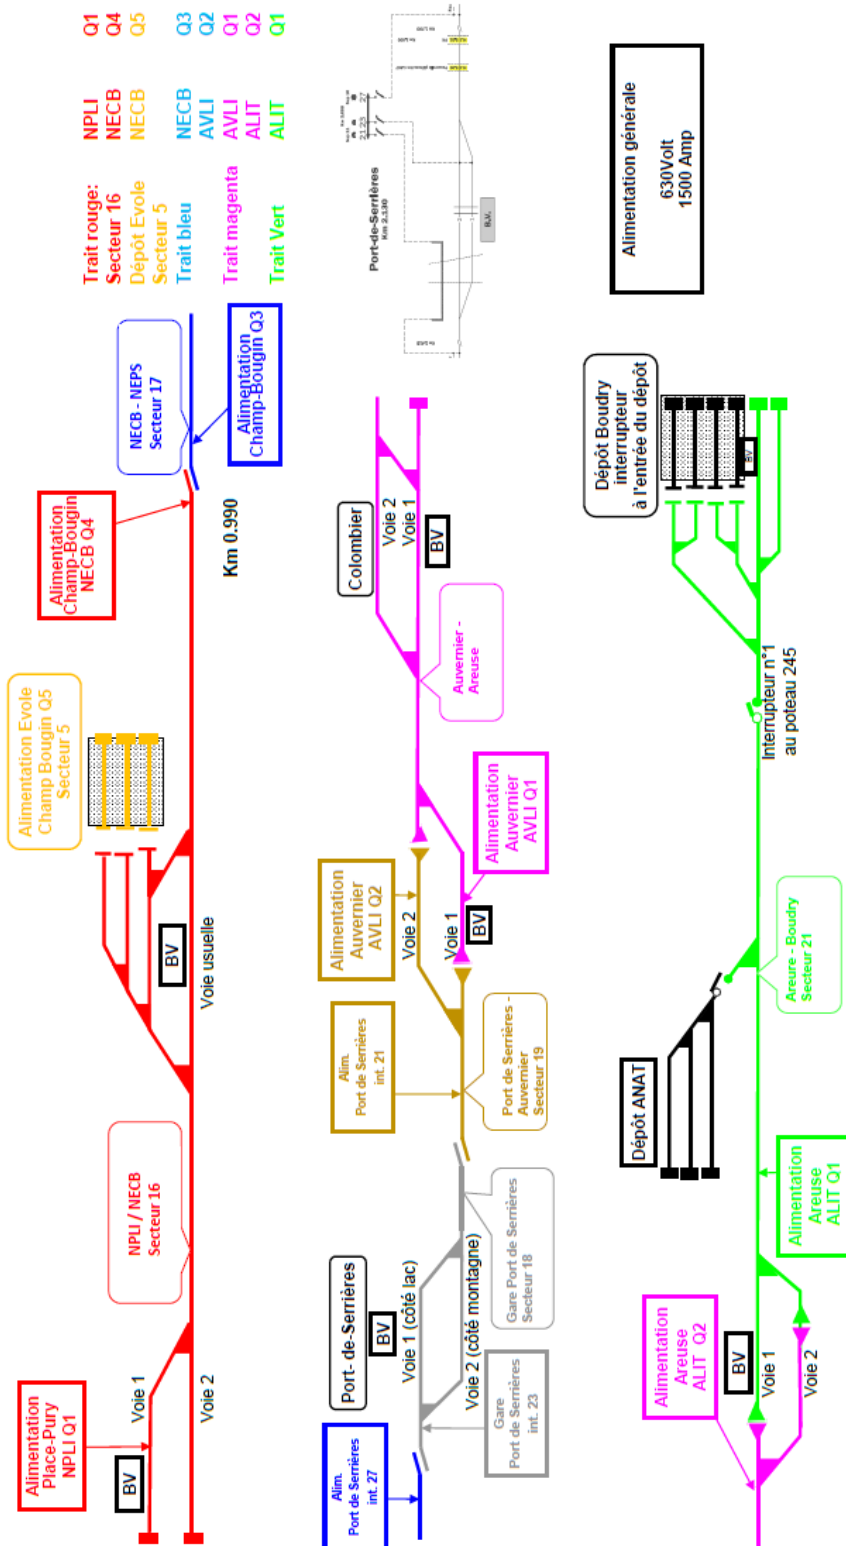 Alimentation
Place-Pury
NPLI Q1
BV
Voie 1
Voie 2
NPLI / NECB
Secteur 16
Alimentation Evole
Champ Bougin Q5
Secteur 5
BV
Voie usuelle
Alimentation
Champ-Bougin
NECB Q4
Km 0.990
NECB - NEPS
Secteur 17
Alimentation
Champ-Bougin Q3
Trait rouge: NPLI Q1
Secteur 16 NECB Q4
Dépôt Evole NECB Q5
Secteur 5
Trait bleu NECB Q3
AVLI Q2
Trait magenta AVLI Q1
ALIT Q2
Trait Vert ALIT Q1
Alim.
Port de Serrières
int. 27
Port- de-Serrières
BV
Voie 1 (côté lac)
Voie 2 (côté montagne)
Gare
Port de Serrières
int. 23
Gare Port de Serrières
Secteur 18
Alim.
Port de Serrières
int. 21
Port de Serrières -
Auvernier
Secteur 19
Alimentation
Auvernier
AVLI Q2
Voie 2
Voie 1
BV
Alimentation
Auvernier
AVLI Q1
Auvernier -
Areuse
Colombier
Voie 2
Voie 1
BV
Port-de-Serrières
Km 2.130
B.V.
21 23 27
Alimentation
Areuse
ALIT Q2
BV
Voie 1
Voie 2
Alimentation
Areuse
ALIT Q1
Dépôt ANAT
Areure - Boudry
Secteur 21
Interrupteur n°1
au poteau 245
Dépôt Boudry
interrupteur
à l'entrée du dépôt
BV
Alimentation générale
630Volt
1500 Amp